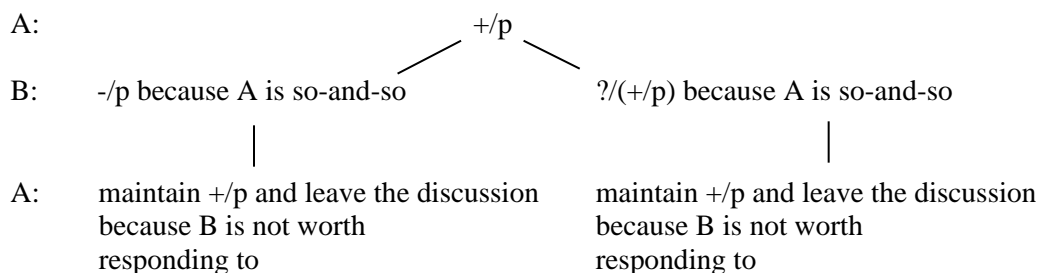 A: +/p
B: -/p because A is so-and-so ?/(+/p) because A is so-and-so
A: maintain +/p and leave the discussion maintain +/p and leave the discussion
because B is not worth because B is not worth
responding to responding to